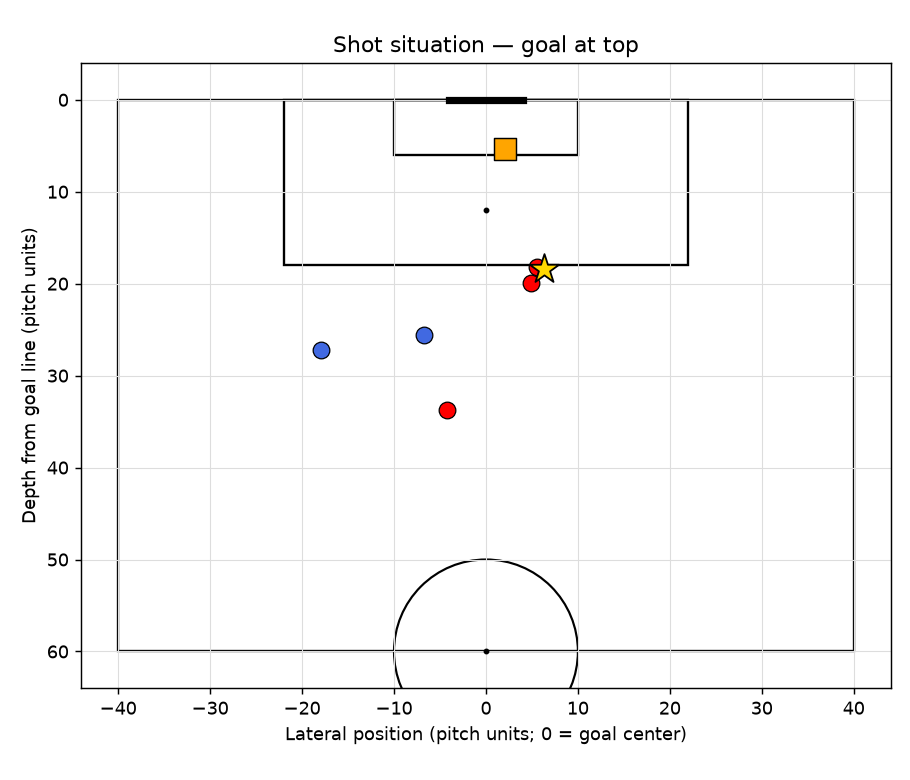 Shot situation — goal at top
0
10
20
30
40
50
60
Depth from goal line (pitch units)
−40 −30 −20 −10 0 10 20 30 40
Lateral position (pitch units; 0 = goal center)